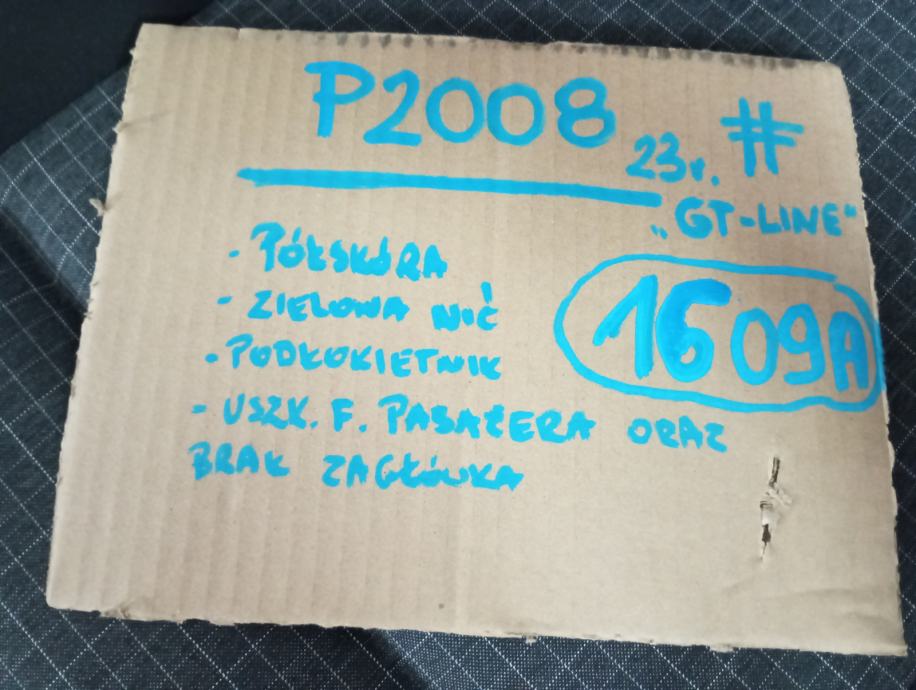 P2008
23r. #
„GT-LINE"
- PÓŁSKÓRA
- ZIELONA NIĆ
1609A
- PODŁOKIETNIK
- USZK. F. PASAŻERA ORAZ
BRAK ZAGŁÓWKA